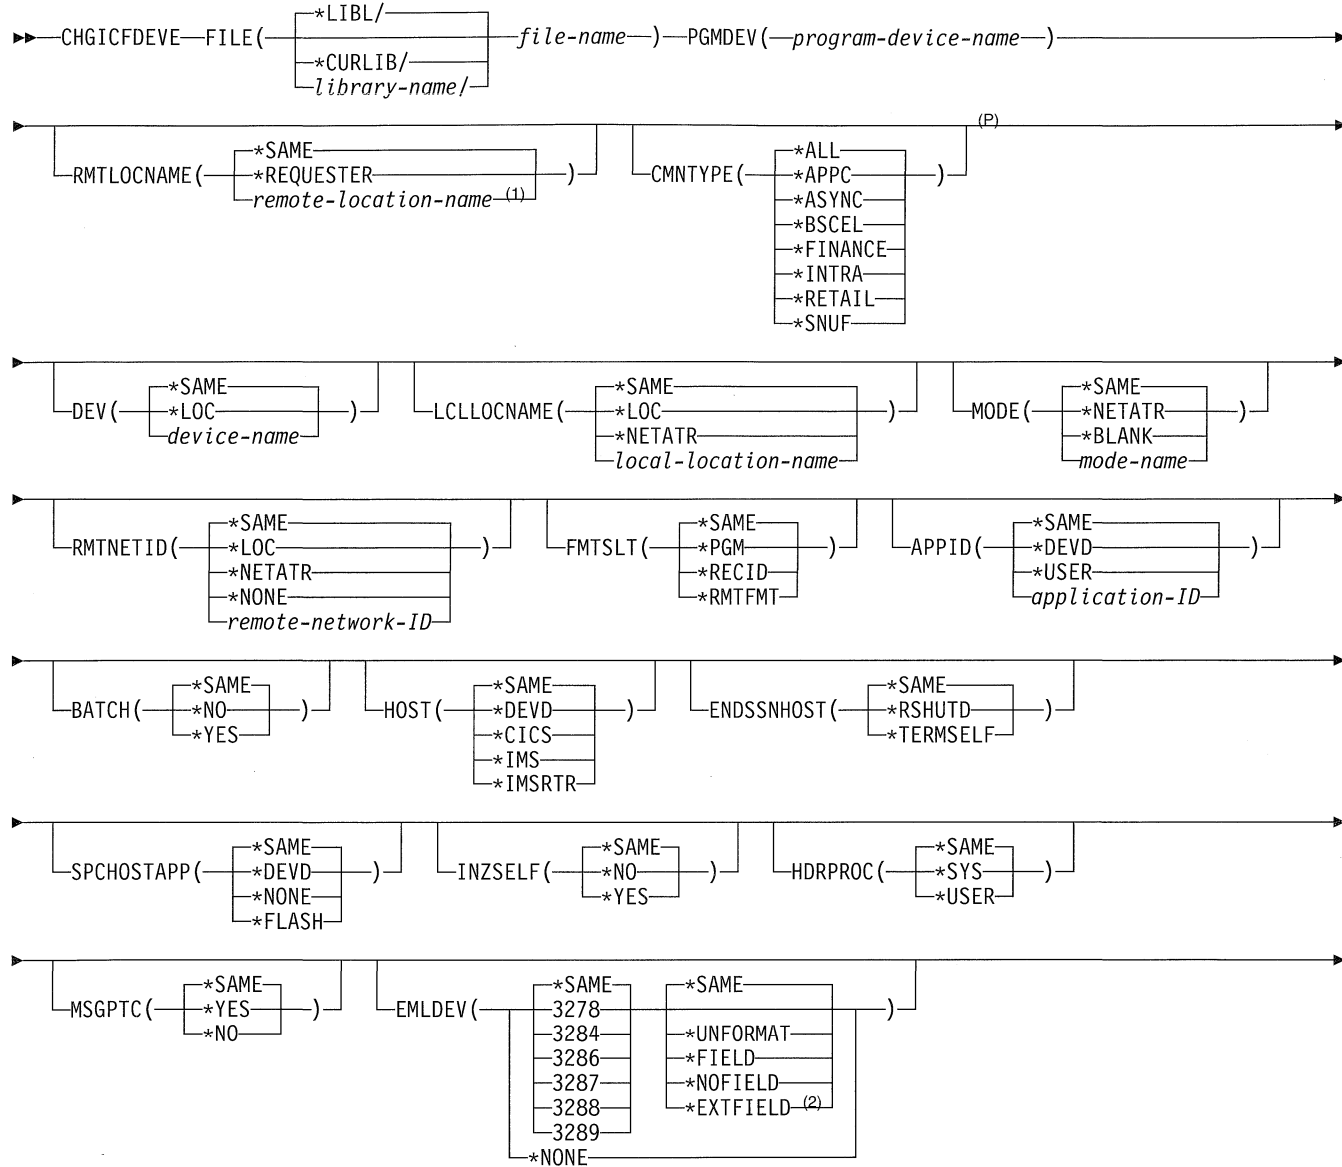 *LIBL/
CHGICFDEVE FILE( file-name ) PGMDEV( program-device-name )
*CURLIB/
library-name/
(P)
RMTLOCNAME( *SAME CMNTYPE( *ALL
*REQUESTER ) *APPC )
remote-location-name (1) *ASYNC
*BSCEL
*FINANCE
*INTRA
*RETAIL
*SNUF
*SAME *SAME *SAME
DEV( *LOC ) LCLLOCNAME( *LOC ) MODE( *NETATR )
device-name *NETATR *BLANK
local-location-name mode-name
*SAME *SAME *SAME
RMTNETID( *LOC ) FMTSLT( *PGM ) APPID( *DEVD )
*NETATR *RECID *USER
*NONE *RMTFMT application-ID
remote-network-ID
*SAME *SAME *SAME
BATCH( *NO ) HOST( *DEVD ) ENDSSNHOST( *RSHUTD )
*YES *CICS *TERMSELF
*IMS
*IMSRTR
*SAME *SAME *SAME
SPCHOSTAPP( *DEVD ) INZSELF( *NO ) HDRPROC( *SYS )
*NONE *YES *USER
*FLASH
*SAME *SAME *SAME
MSGPTC( *YES ) EMLDEV( 3278 )
*NO 3284 *UNFORMAT
3286 *FIELD
3287 *NOFIELD
3288 *EXTFIELD (2)
3289
*NONE